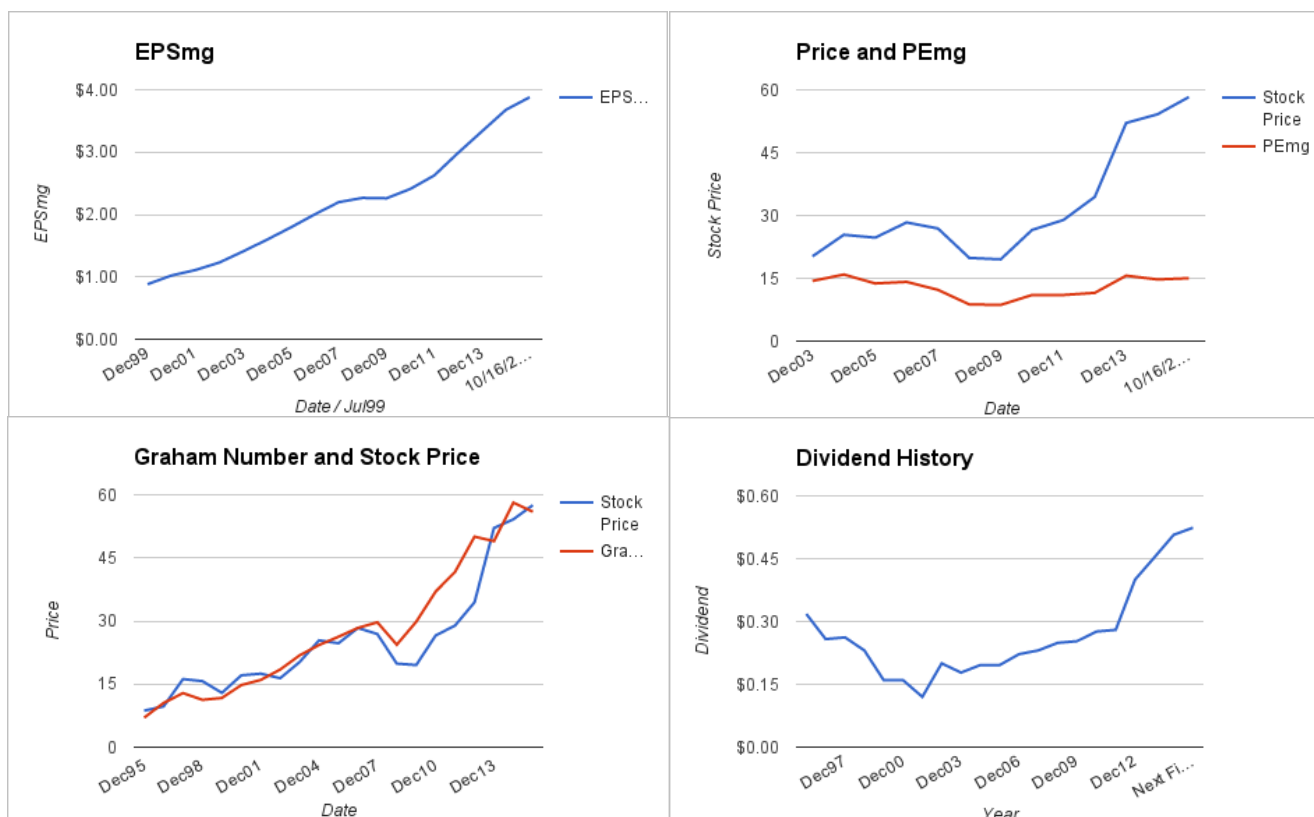 EPSmg
$4.00
$3.00
$2.00
$1.00
$0.00
EPSmg
EPS...
Dec99
Dec01
Dec03
Dec05
Dec07
Dec09
Dec11
Dec13
10/16/2...
Date / Jul99
Price and PEmg
60
45
30
15
0
Stock Price
Stock
Price
PEmg
Dec03
Dec05
Dec07
Dec09
Dec11
Dec13
10/16/2...
Date
Graham Number and Stock Price
60
45
30
15
0
Price
Stock
Price
Gra...
Dec95
Dec98
Dec01
Dec04
Dec07
Dec10
Dec13
Date
Dividend History
$0.60
$0.45
$0.30
$0.15
$0.00
Dividend
Dec97
Dec00
Dec03
Dec06
Dec09
Dec12
Next Fi...
Year